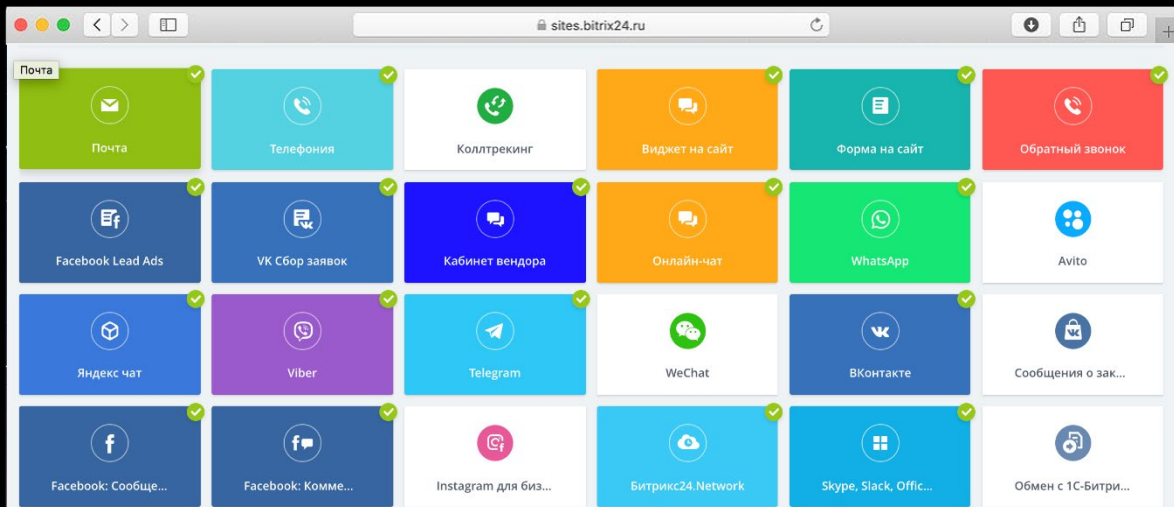 sites.bitrix24.ru
Почта
Почта
Телефония
Коллтрекинг
Виджет на сайт
Форма на сайт
Обратный звонок
Facebook Lead Ads
VK Сбор заявок
Кабинет вендора
Онлайн-чат
WhatsApp
Avito
Яндекс чат
Viber
Telegram
WeChat
ВКонтакте
Сообщения о зак...
Facebook: Сообще...
Facebook: Комме...
Instagram для биз...
Битрикс24.Network
Skype, Slack, Offic...
Обмен с 1С-Битри...